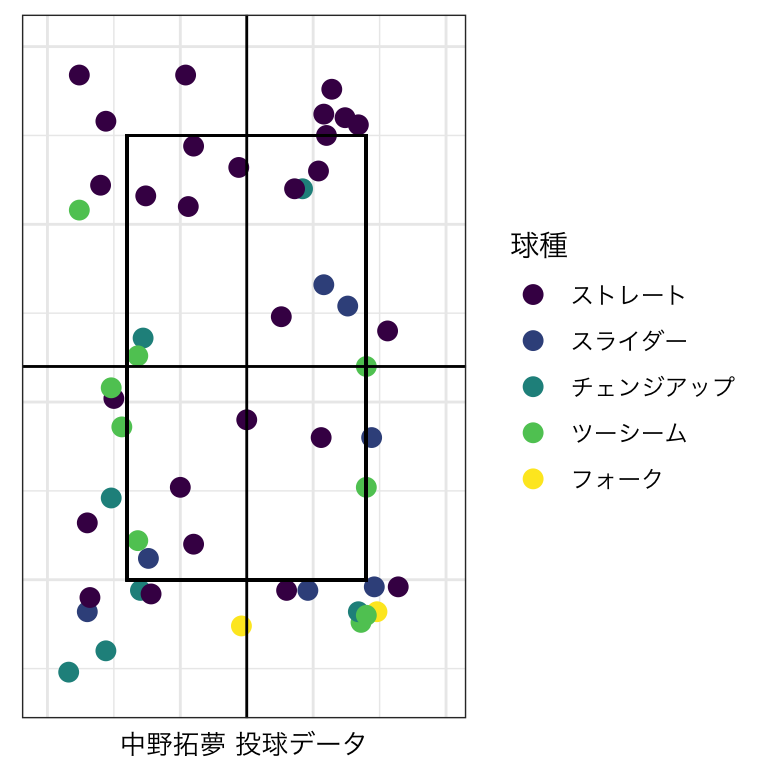 球種
ストレート
スライダー
チェンジアップ
ツーシーム
フォーク
中野拓夢 投球データ